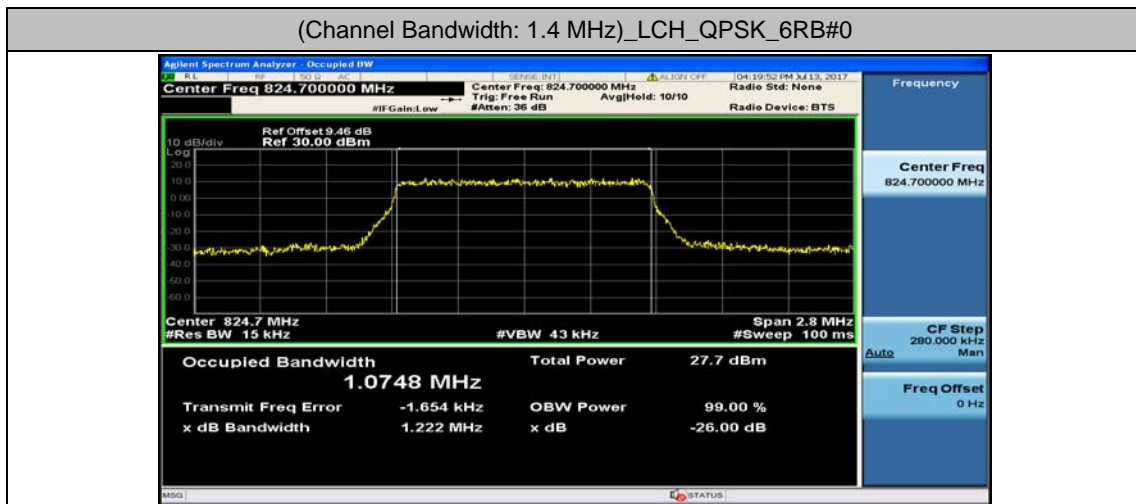 (Channel Bandwidth: 1.4 MHz)_LCH_QPSK_6RB#0
Agilent Spectrum Analyzer - Occupied BW
RL RF 50 Ω AC SENSE:INT ALIGN OFF 04:19:52 PM Jul 13, 2017
Center Freq 824.700000 MHz
Center Freq: 824.700000 MHz
Radio Std: None
Trig: Free Run Avg|Hold: 10/10
#IFGain:Low #Atten: 36 dB Radio Device: BTS
Frequency
Ref Offset 9.46 dB
10 dB/div Ref 30.00 dBm
Log
20.0
10.0
0.00
-10.0
-20.0
-30.0
-40.0
-50.0
-60.0
Center Freq
824.700000 MHz
Center 824.7 MHz Span 2.8 MHz
#Res BW 15 kHz #VBW 43 kHz #Sweep 100 ms
CF Step
280.000 kHz
Auto Man
Occupied Bandwidth Total Power 27.7 dBm
1.0748 MHz
Transmit Freq Error -1.654 kHz OBW Power 99.00 %
x dB Bandwidth 1.222 MHz x dB -26.00 dB
Freq Offset
0 Hz
MSG STATUS